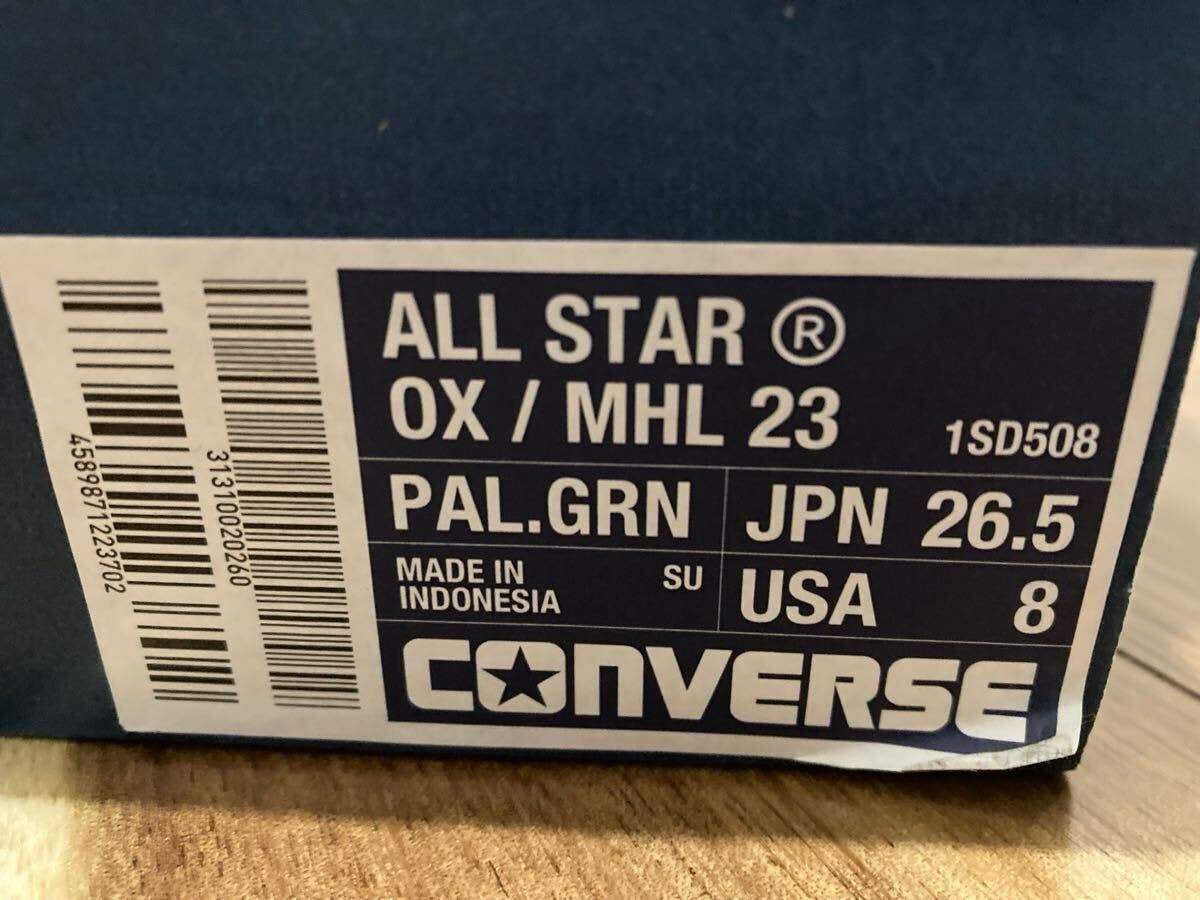 ALL STAR ®
OX / MHL 23
1SD508
PAL.GRN
JPN 26.5
MADE IN
INDONESIA
SU
USA 8
CONVERSE
4589871223702
31310020260